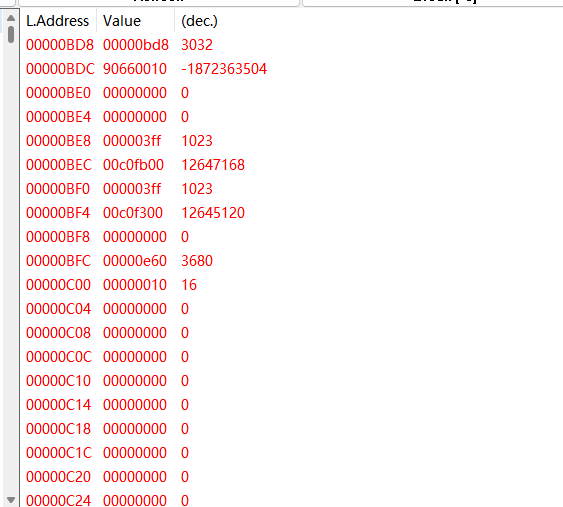 L.Address Value (dec.)
00000BD8 00000bd8 3032
00000BDC 90660010 -1872363504
00000BE0 00000000 0
00000BE4 00000000 0
00000BE8 000003ff 1023
00000BEC 00c0fb00 12647168
00000BF0 000003ff 1023
00000BF4 00c0f300 12645120
00000BF8 00000000 0
00000BFC 00000e60 3680
00000C00 00000010 16
00000C04 00000000 0
00000C08 00000000 0
00000C0C 00000000 0
00000C10 00000000 0
00000C14 00000000 0
00000C18 00000000 0
00000C1C 00000000 0
00000C20 00000000 0
00000C24 00000000 0